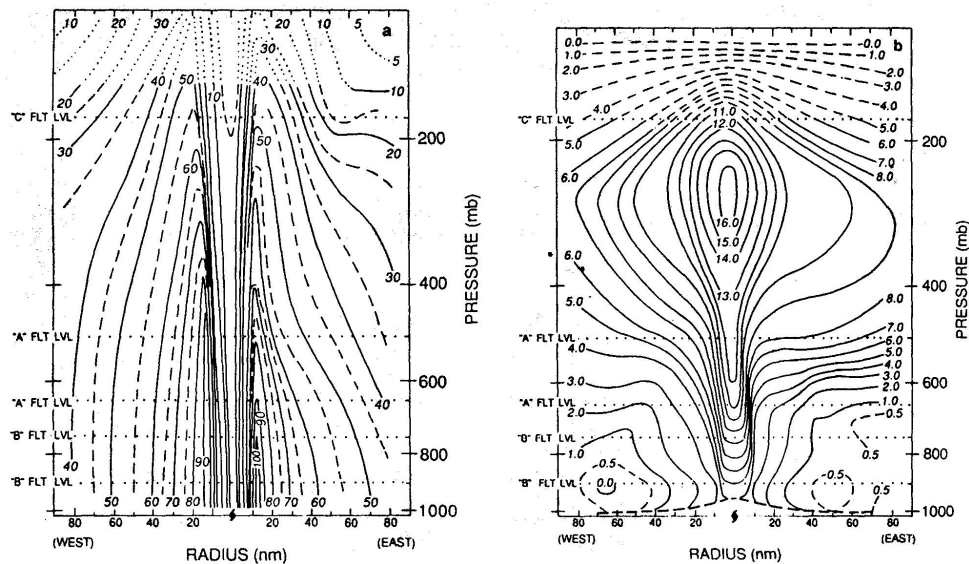 a
10 20 30 20 10 5
30
5
40 50 10 50 40
10
20
"C" FLT LVL
30
60
50
20
200
30
400
"A" FLT LVL
600
"A" FLT LVL
40
90
"B" FLT LVL
40
90
100
800
"B" FLT LVL
50 60 70 80 80 70 60 50
1000
80 60 40 20 20 40 60 80
(WEST) (EAST)
RADIUS (nm)
PRESSURE (mb)
b
0.0 -0.0
1.0 1.0
2.0 2.0
3.0 3.0
4.0 4.0
"C" FLT LVL
11.0
12.0
5.0 5.0
6.0
200
7.0
6.0 8.0
16.0
15.0
6.0 14.0
13.0
400
5.0 8.0
7.0
"A" FLT LVL
6.0
4.0 5.0
4.0
3.0 3.0
600
2.0
"A" FLT LVL
2.0 1.0
0.5
"B" FLT LVL
1.0
0.5
800
0.5 0.5
"B" FLT LVL
0.0
0.5
1000
80 60 40 20 20 40 60 80
(WEST) (EAST)
RADIUS (nm)
PRESSURE (mb)